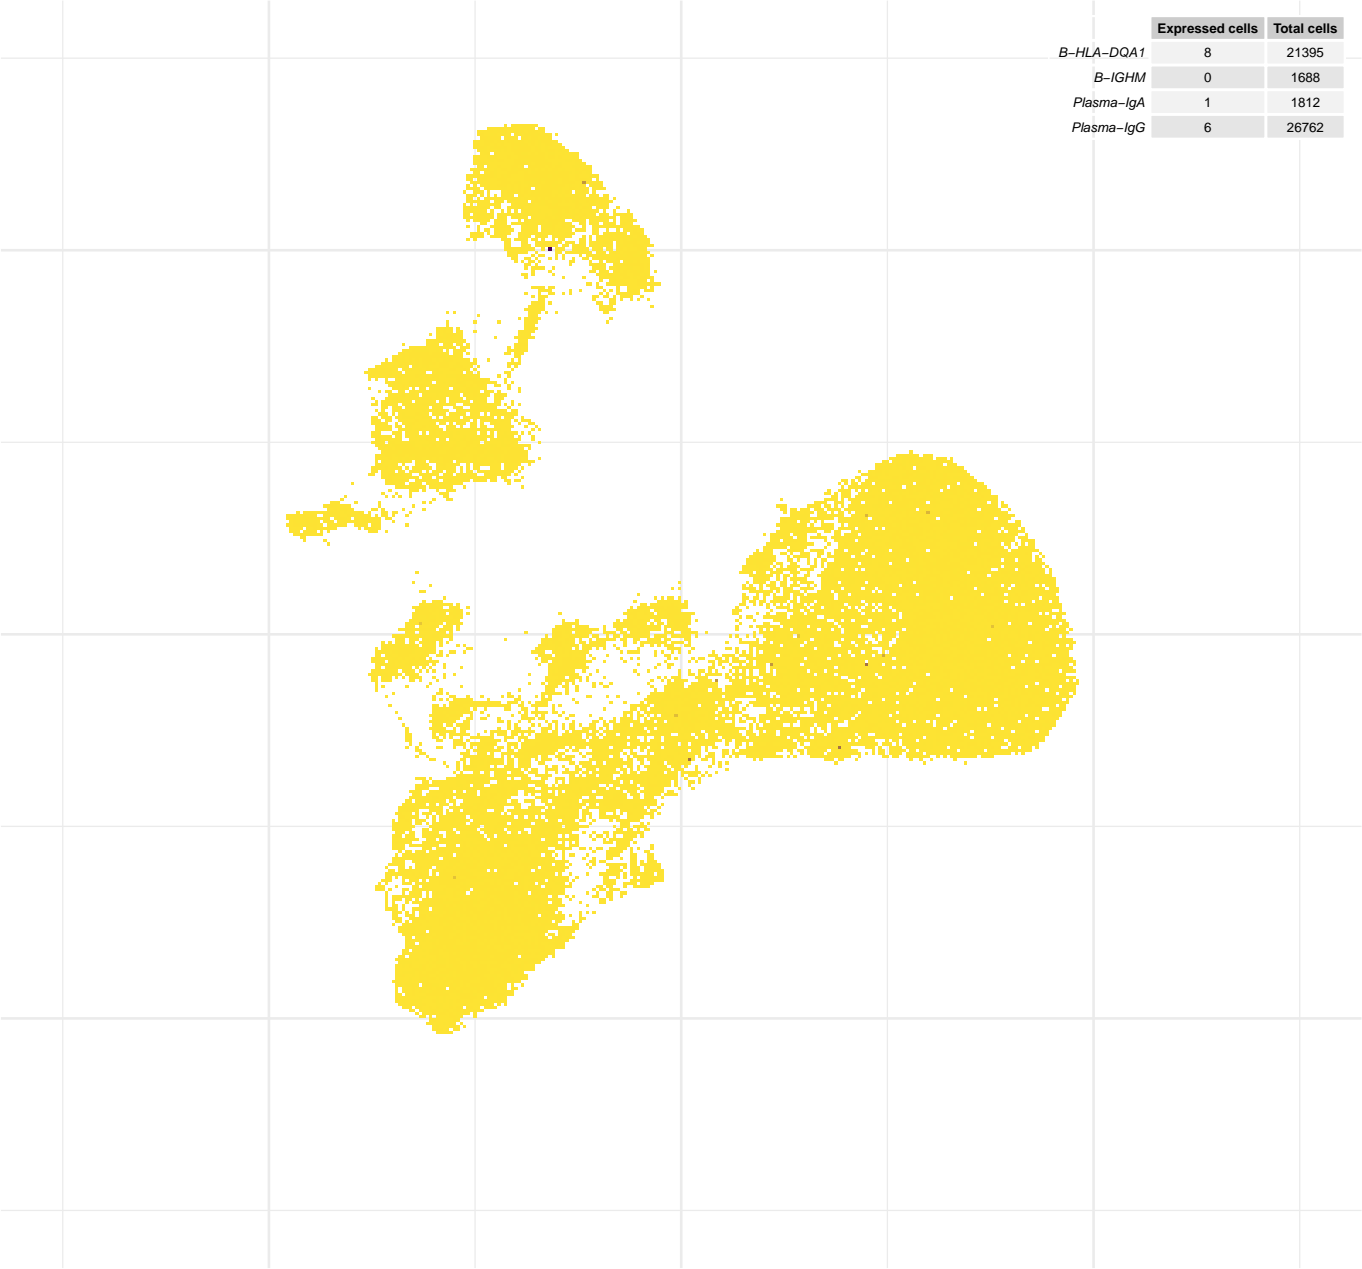 Expressed cells Total cells
B–HLA–DQA1 8 21395
B–IGHM 0 1688
Plasma–IgA 1 1812
Plasma–IgG 6 26762